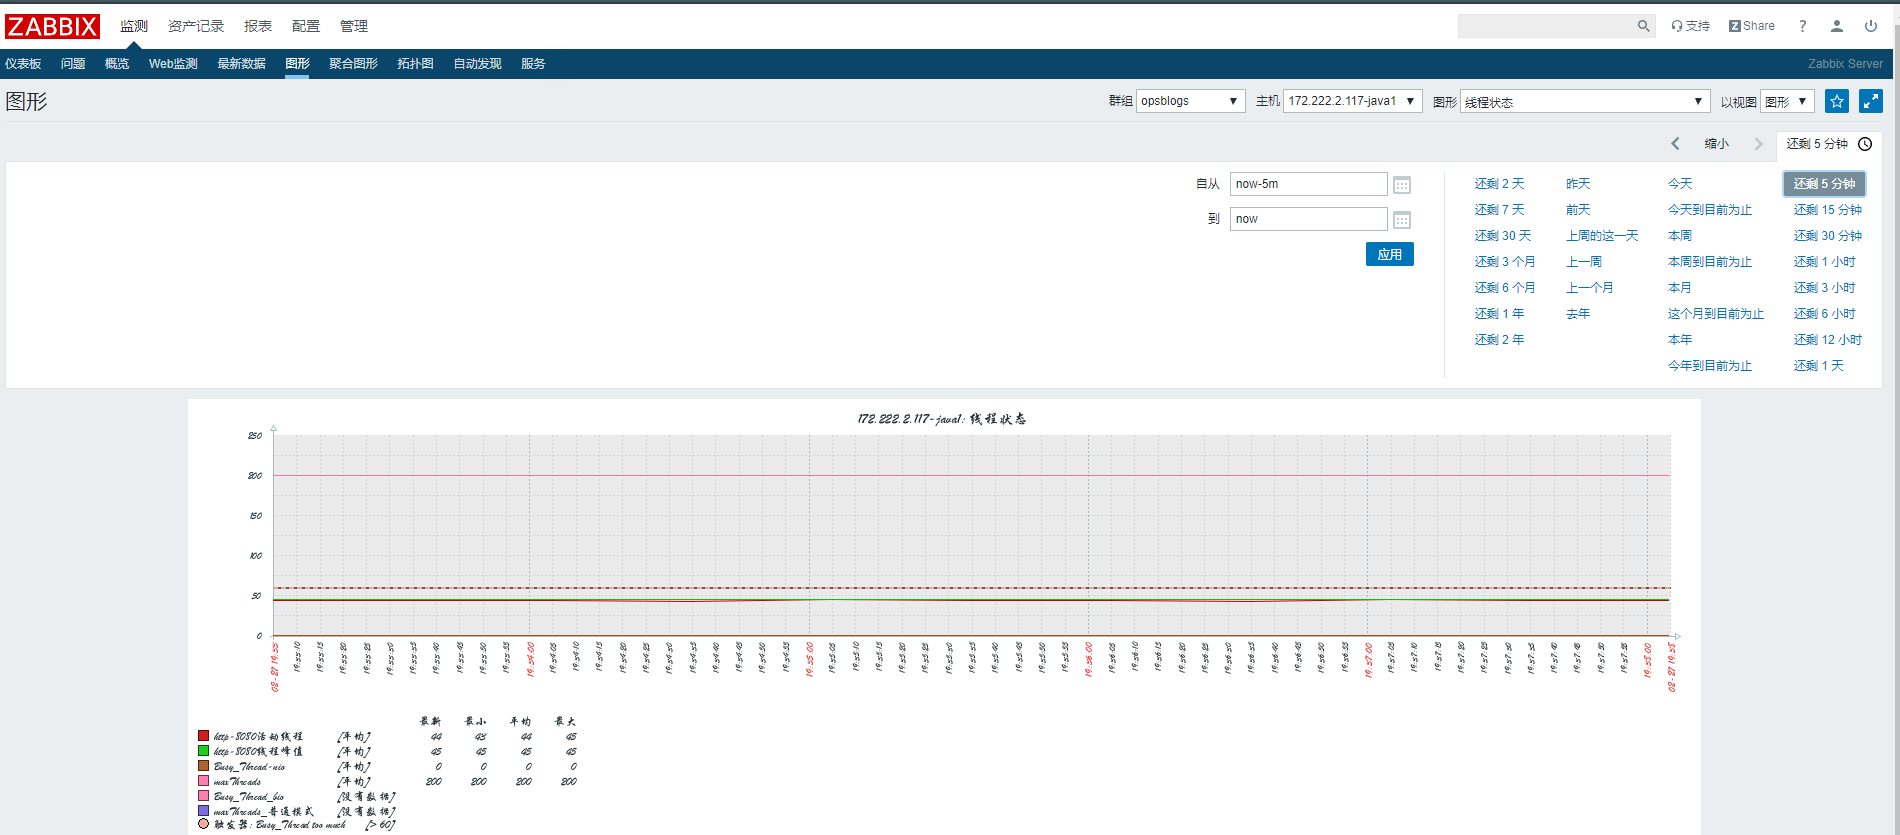 ZABBIX 监测 资产记录 报表 配置 管理 支持 Z Share ?
仪表板 问题 概览 Web监测 最新数据 图形 聚合图形 拓扑图 自动发现 服务 Zabbix Server
图形 群组 opsblogs 主机 172.222.2.117-java1 图形 线程状态 以视图 图形
缩小 还剩 5 分钟
自从 now-5m
到 now
应用
还剩 2 天 昨天 今天 还剩 5 分钟
还剩 7 天 前天 今天到目前为止 还剩 15 分钟
还剩 30 天 上周的这一天 本周 还剩 30 分钟
还剩 3 个月 上一周 本周到目前为止 还剩 1 小时
还剩 6 个月 上一个月 本月 还剩 3 小时
还剩 1 年 去年 这个月到目前为止 还剩 6 小时
还剩 2 年 本年 还剩 12 小时
今年到目前为止 还剩 1 天
172.222.2.117-java1: 线程状态
250
200
150
100
50
0
19:54:00 19:55:00 19:56:00 19:57:00 19:58:00
最新 最小 平均 最大
http-8080活动线程 [平均] 44 43 44 45
http-8080线程峰值 [平均] 45 45 45 45
Busy_Thread-nio [平均] 0 0 0 0
maxThreads [平均] 200 200 200 200
Busy_Thread_bio [没有数据]
maxThreads_普通模式 [没有数据]
触发器: Busy_Thread too much [> 60]